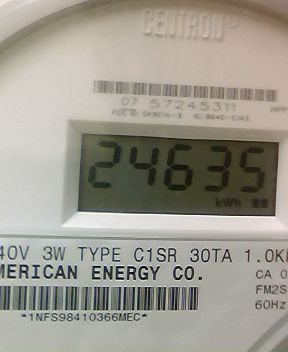 CENTRON®
07 57245311
24635
kWh
40V 3W TYPE C1SR 30TA 1.0K
MERICAN ENERGY CO.
CA 0
FM2S
60Hz
*1NFS98410366MEC*